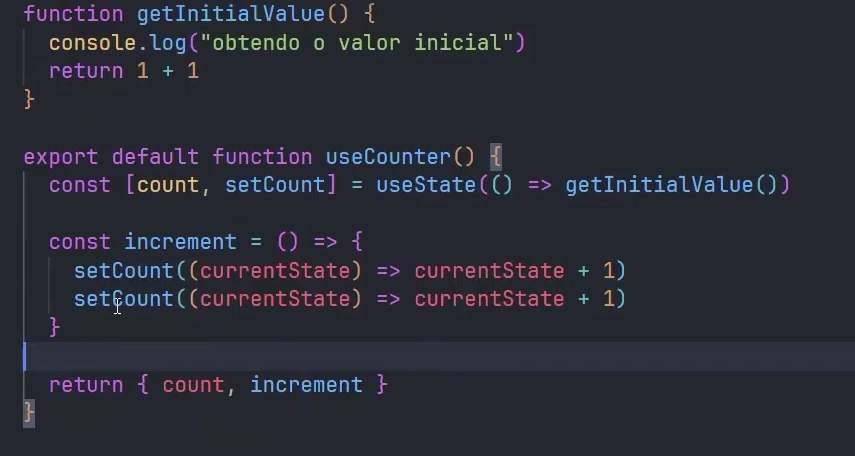 function getInitialValue() {
  console.log("obtendo o valor inicial")
  return 1 + 1
}
export default function useCounter() {
  const [count, setCount] = useState(() => getInitialValue())
  const increment = () => {
    setCount((currentState) => currentState + 1)
    setCount((currentState) => currentState + 1)
  }
  return { count, increment }
}